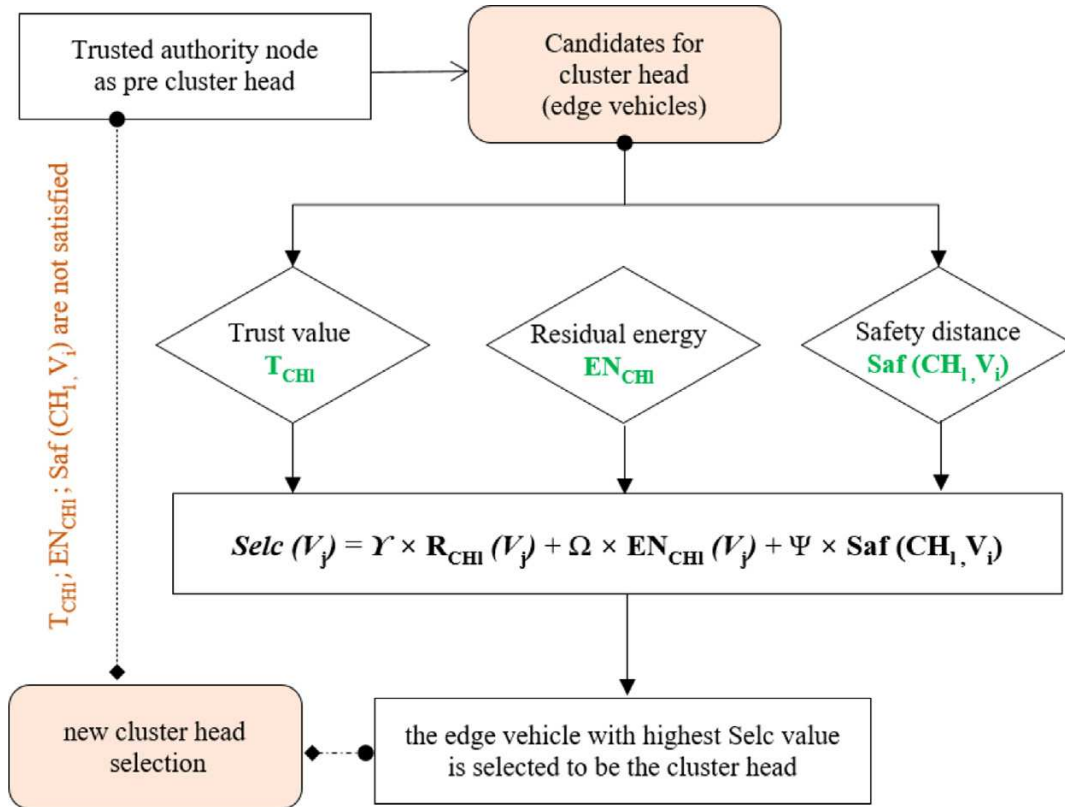 Trusted authority node
as pre cluster head
Candidates for
cluster head
(edge vehicles)
T_CHl ; EN_CHl ; Saf (CH_l , V_i) are not satisfied
Trust value
T_CHl
Residual energy
EN_CHl
Safety distance
Saf (CH_l , V_i)
Selc (V_j) = ϒ × R_CHl (V_j) + Ω × EN_CHl (V_j) + Ψ × Saf (CH_l , V_i)
new cluster head
selection
the edge vehicle with highest Selc value
is selected to be the cluster head